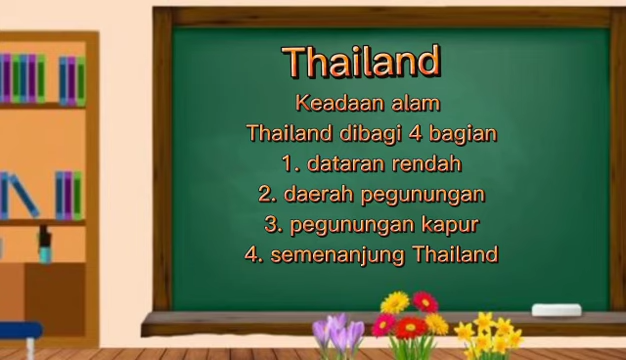 Thailand
Keadaan alam
Thailand dibagi 4 bagian
1. dataran rendah
2. daerah pegunungan
3. pegunungan kapur
4. semenanjung Thailand